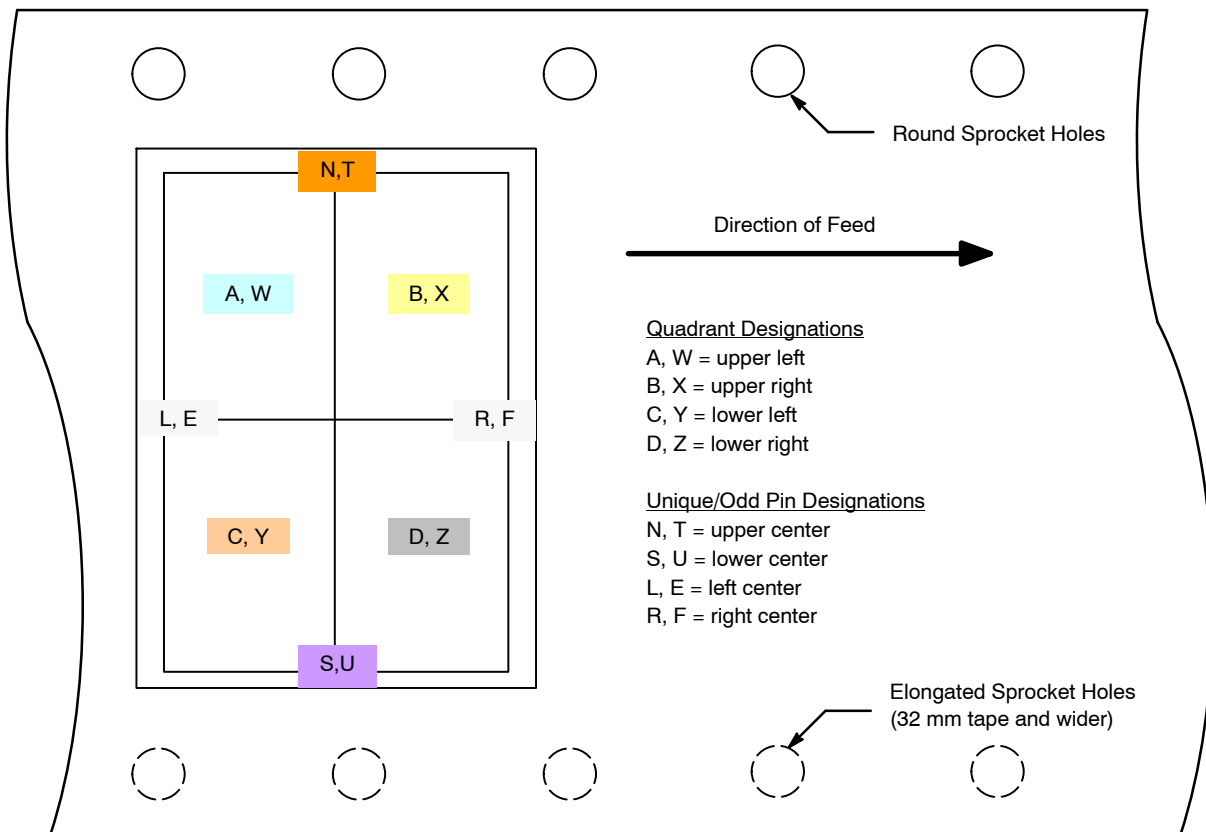 N,T
Round Sprocket Holes
Direction of Feed
A, W
B, X
Quadrant Designations
A, W = upper left
B, X = upper right
C, Y = lower left
D, Z = lower right
L, E
R, F
Unique/Odd Pin Designations
N, T = upper center
S, U = lower center
L, E = left center
R, F = right center
C, Y
D, Z
S,U
Elongated Sprocket Holes
(32 mm tape and wider)